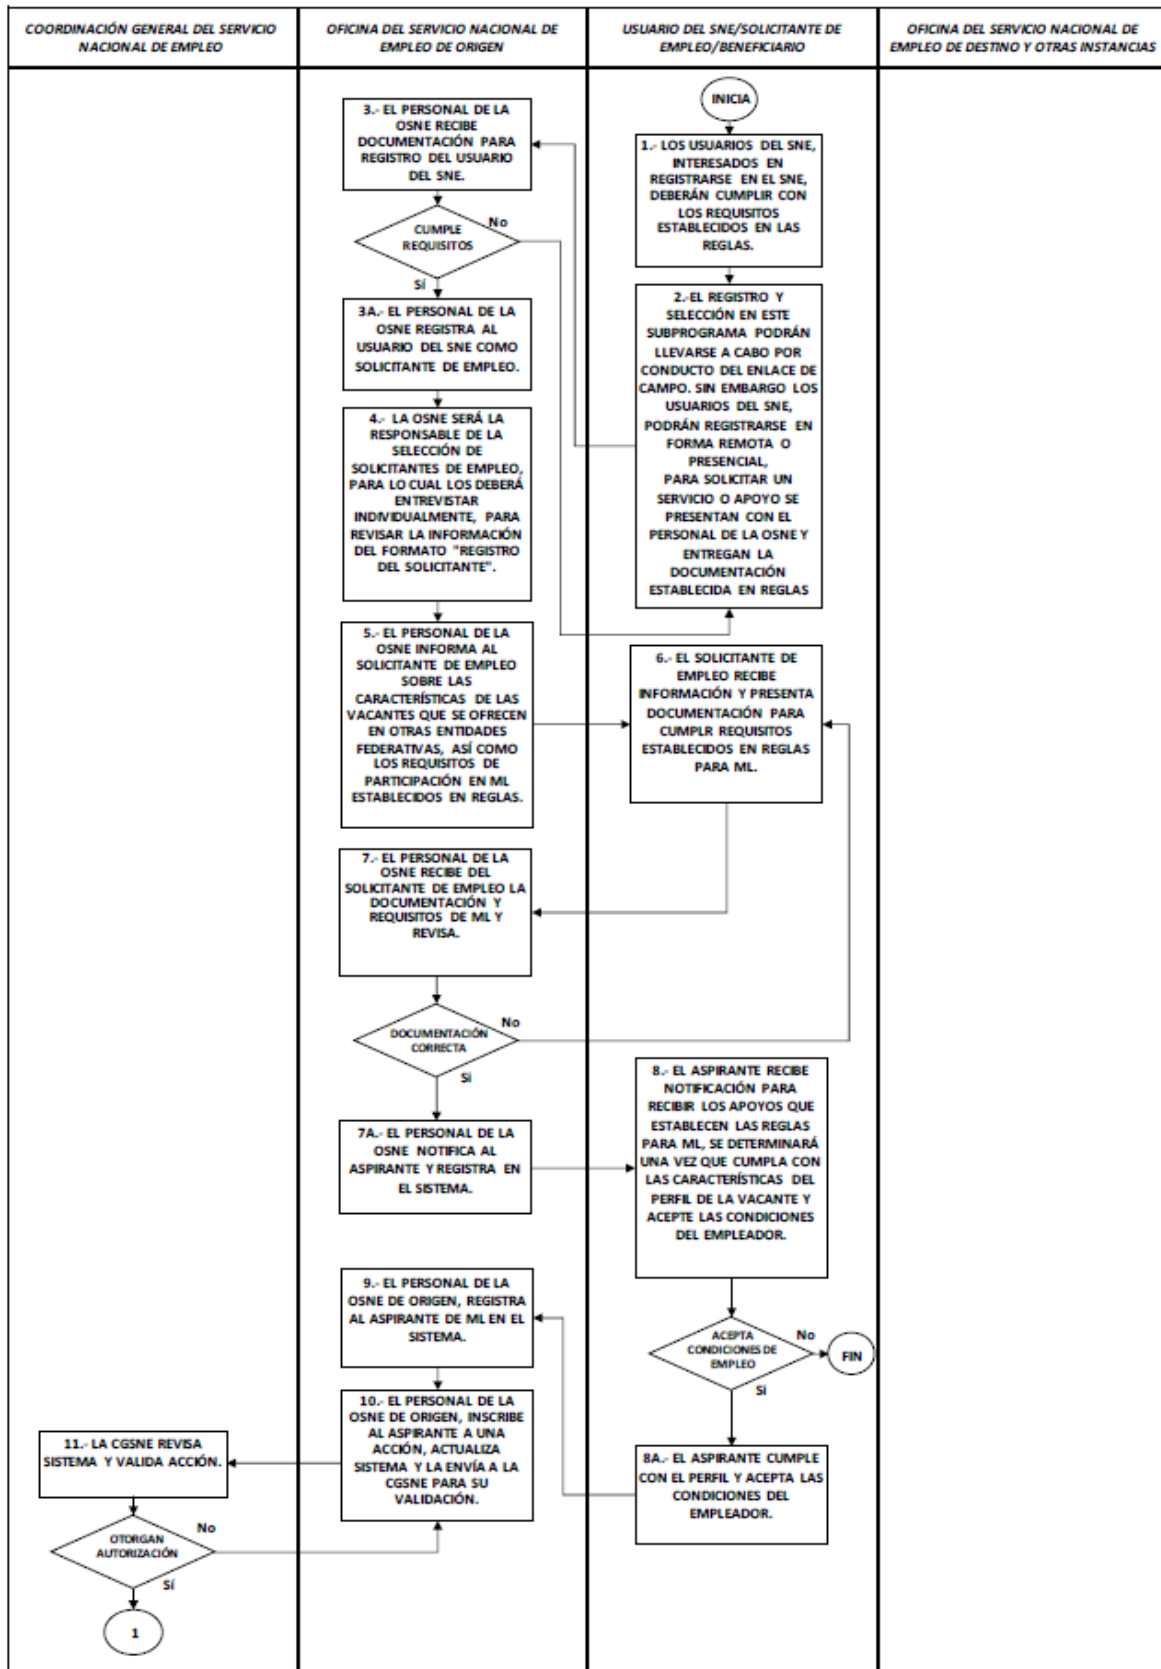 COORDINACIÓN GENERAL DEL SERVICIO
NACIONAL DE EMPLEO
OFICINA DEL SERVICIO NACIONAL DE
EMPLEO DE ORIGEN
USUARIO DEL SNE/SOLICITANTE DE
EMPLEO/BENEFICIARIO
OFICINA DEL SERVICIO NACIONAL DE
EMPLEO DE DESTINO Y OTRAS INSTANCIAS
INICIA
1.- LOS USUARIOS DEL SNE,
INTERESADOS EN
REGISTRARSE EN EL SNE,
DEBERÁN CUMPLIR CON
LOS REQUISITOS
ESTABLECIDOS EN LAS
REGLAS.
2.-EL REGISTRO Y
SELECCIÓN EN ESTE
SUBPROGRAMA PODRÁN
LLEVARSE A CABO POR
CONDUCTO DEL ENLACE DE
CAMPO. SIN EMBARGO LOS
USUARIOS DEL SNE,
PODRÁN REGISTRARSE EN
FORMA REMOTA O
PRESENCIAL,
PARA SOLICITAR UN
SERVICIO O APOYO SE
PRESENTAN CON EL
PERSONAL DE LA OSNE Y
ENTREGAN LA
DOCUMENTACIÓN
ESTABLECIDA EN REGLAS
3.- EL PERSONAL DE LA
OSNE RECIBE
DOCUMENTACIÓN PARA
REGISTRO DEL USUARIO
DEL SNE.
CUMPLE
REQUISITOS
No
Sí
3A.- EL PERSONAL DE LA
OSNE REGISTRA AL
USUARIO DEL SNE COMO
SOLICITANTE DE EMPLEO.
4.- LA OSNE SERÁ LA
RESPONSABLE DE LA
SELECCIÓN DE
SOLICITANTES DE EMPLEO,
PARA LO CUAL LOS DEBERÁ
ENTREVISTAR
INDIVIDUALMENTE, PARA
REVISAR LA INFORMACIÓN
DEL FORMATO "REGISTRO
DEL SOLICITANTE".
5.- EL PERSONAL DE LA
OSNE INFORMA AL
SOLICITANTE DE EMPLEO
SOBRE LAS
CARACTERÍSTICAS DE LAS
VACANTES QUE SE OFRECEN
EN OTRAS ENTIDADES
FEDERATIVAS, ASÍ COMO
LOS REQUISITOS DE
PARTICIPACIÓN EN ML
ESTABLECIDOS EN REGLAS.
6.- EL SOLICITANTE DE
EMPLEO RECIBE
INFORMACIÓN Y PRESENTA
DOCUMENTACIÓN PARA
CUMPLR REQUISITOS
ESTABLECIDOS EN REGLAS
PARA ML.
7.- EL PERSONAL DE LA
OSNE RECIBE DEL
SOLICITANTE DE EMPLEO LA
DOCUMENTACIÓN Y
REQUISITOS DE ML Y
REVISA.
DOCUMENTACIÓN
CORRECTA
No
Si
7A.- EL PERSONAL DE LA
OSNE NOTIFICA AL
ASPIRANTE Y REGISTRA EN
EL SISTEMA.
8.- EL ASPIRANTE RECIBE
NOTIFICACIÓN PARA
RECIBIR LOS APOYOS QUE
ESTABLECEN LAS REGLAS
PARA ML, SE DETERMINARÁ
UNA VEZ QUE CUMPLA CON
LAS CARACTERÍSTICAS DEL
PERFIL DE LA VACANTE Y
ACEPTE LAS CONDICIONES
DEL EMPLEADOR.
ACEPTA
CONDICIONES DE
EMPLEO
No
FIN
Si
8A.- EL ASPIRANTE CUMPLE
CON EL PERFIL Y ACEPTA LAS
CONDICIONES DEL
EMPLEADOR.
9.- EL PERSONAL DE LA
OSNE DE ORIGEN, REGISTRA
AL ASPIRANTE DE ML EN EL
SISTEMA.
10.- EL PERSONAL DE LA
OSNE DE ORIGEN, INSCRIBE
AL ASPIRANTE A UNA
ACCIÓN, ACTUALIZA
SISTEMA Y LA ENVÍA A LA
CGSNE PARA SU
VALIDACIÓN.
11.- LA CGSNE REVISA
SISTEMA Y VALIDA ACCIÓN.
OTORGAN
AUTORIZACIÓN
No
Sí
1